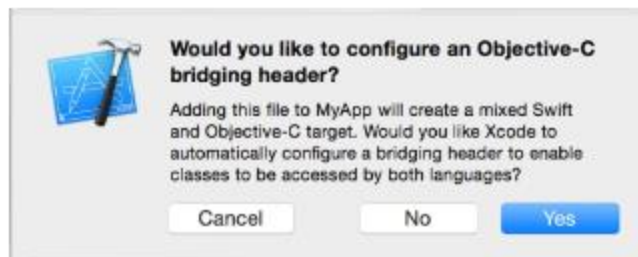 Would you like to configure an Objective-C
bridging header?
Adding this file to MyApp will create a mixed Swift
and Objective-C target. Would you like Xcode to
automatically configure a bridging header to enable
classes to be accessed by both languages?
Cancel No Yes